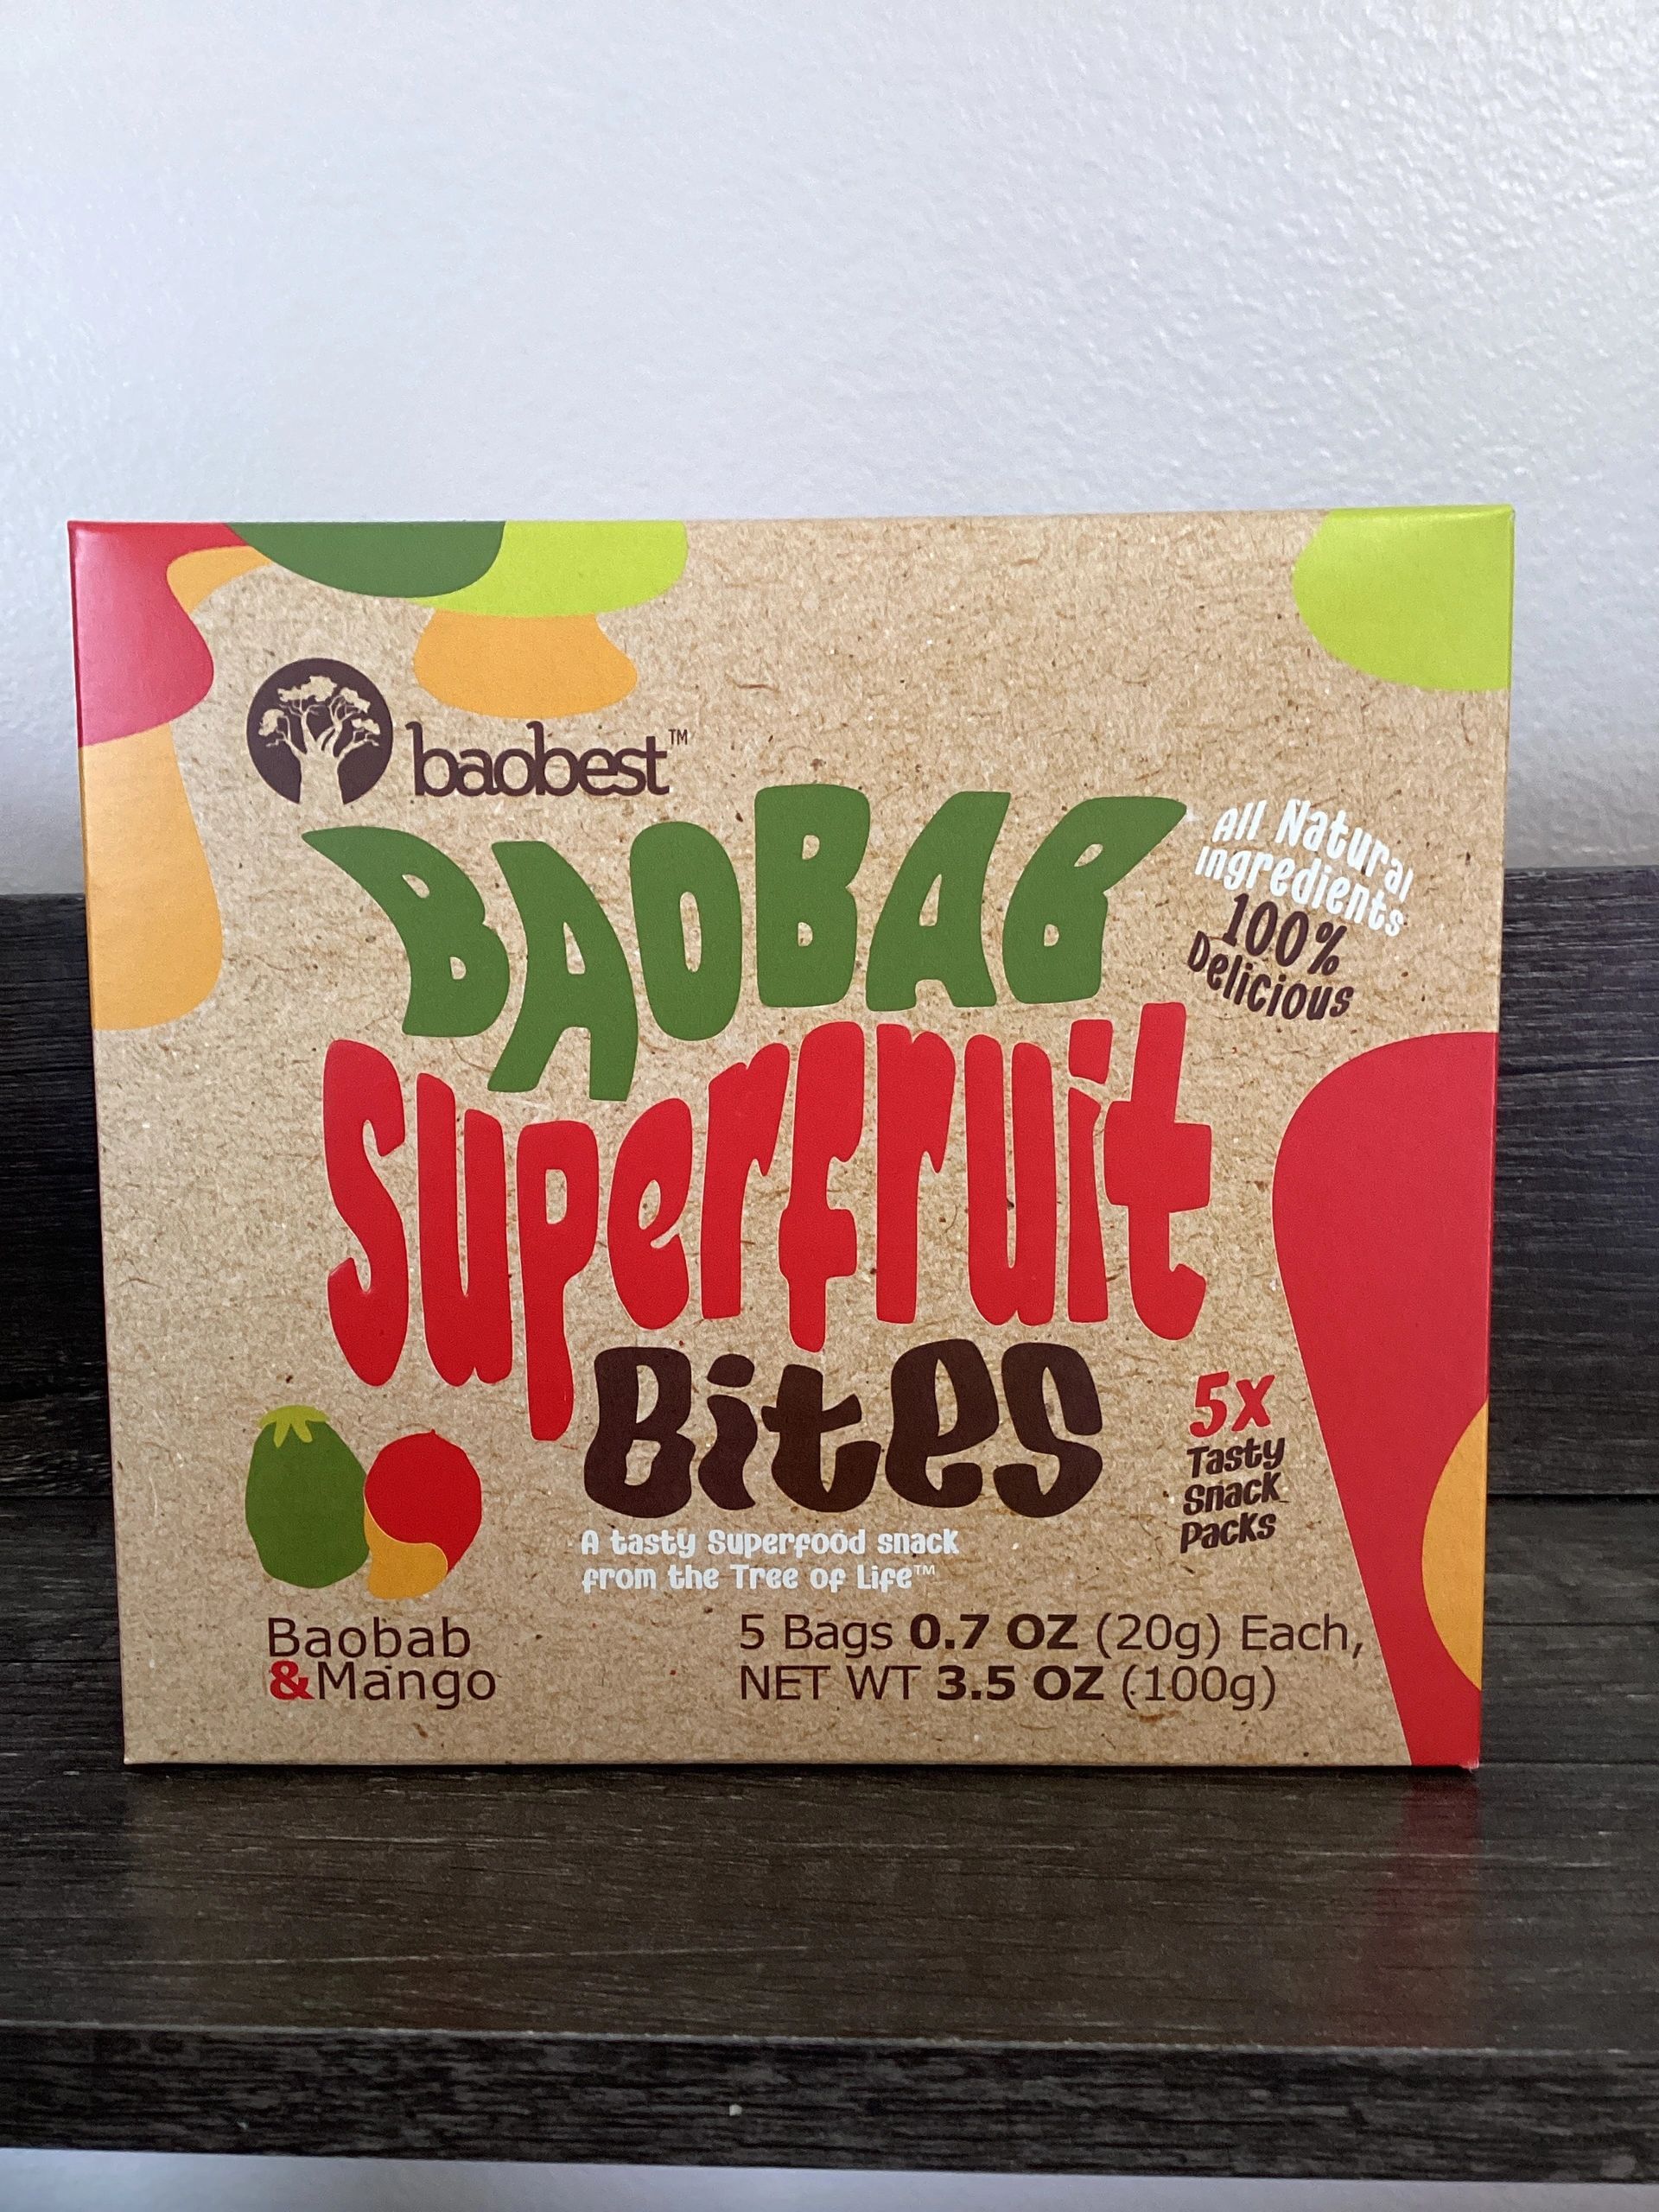 baobest™
BAOBAB
Superfruit
Bites
All Natural
ingredients
100%
Delicious
5x
Tasty
Snack
Packs
A tasty Superfood snack
from the Tree of Life™
Baobab
&Mango
5 Bags 0.7 OZ (20g) Each,
NET WT 3.5 OZ (100g)